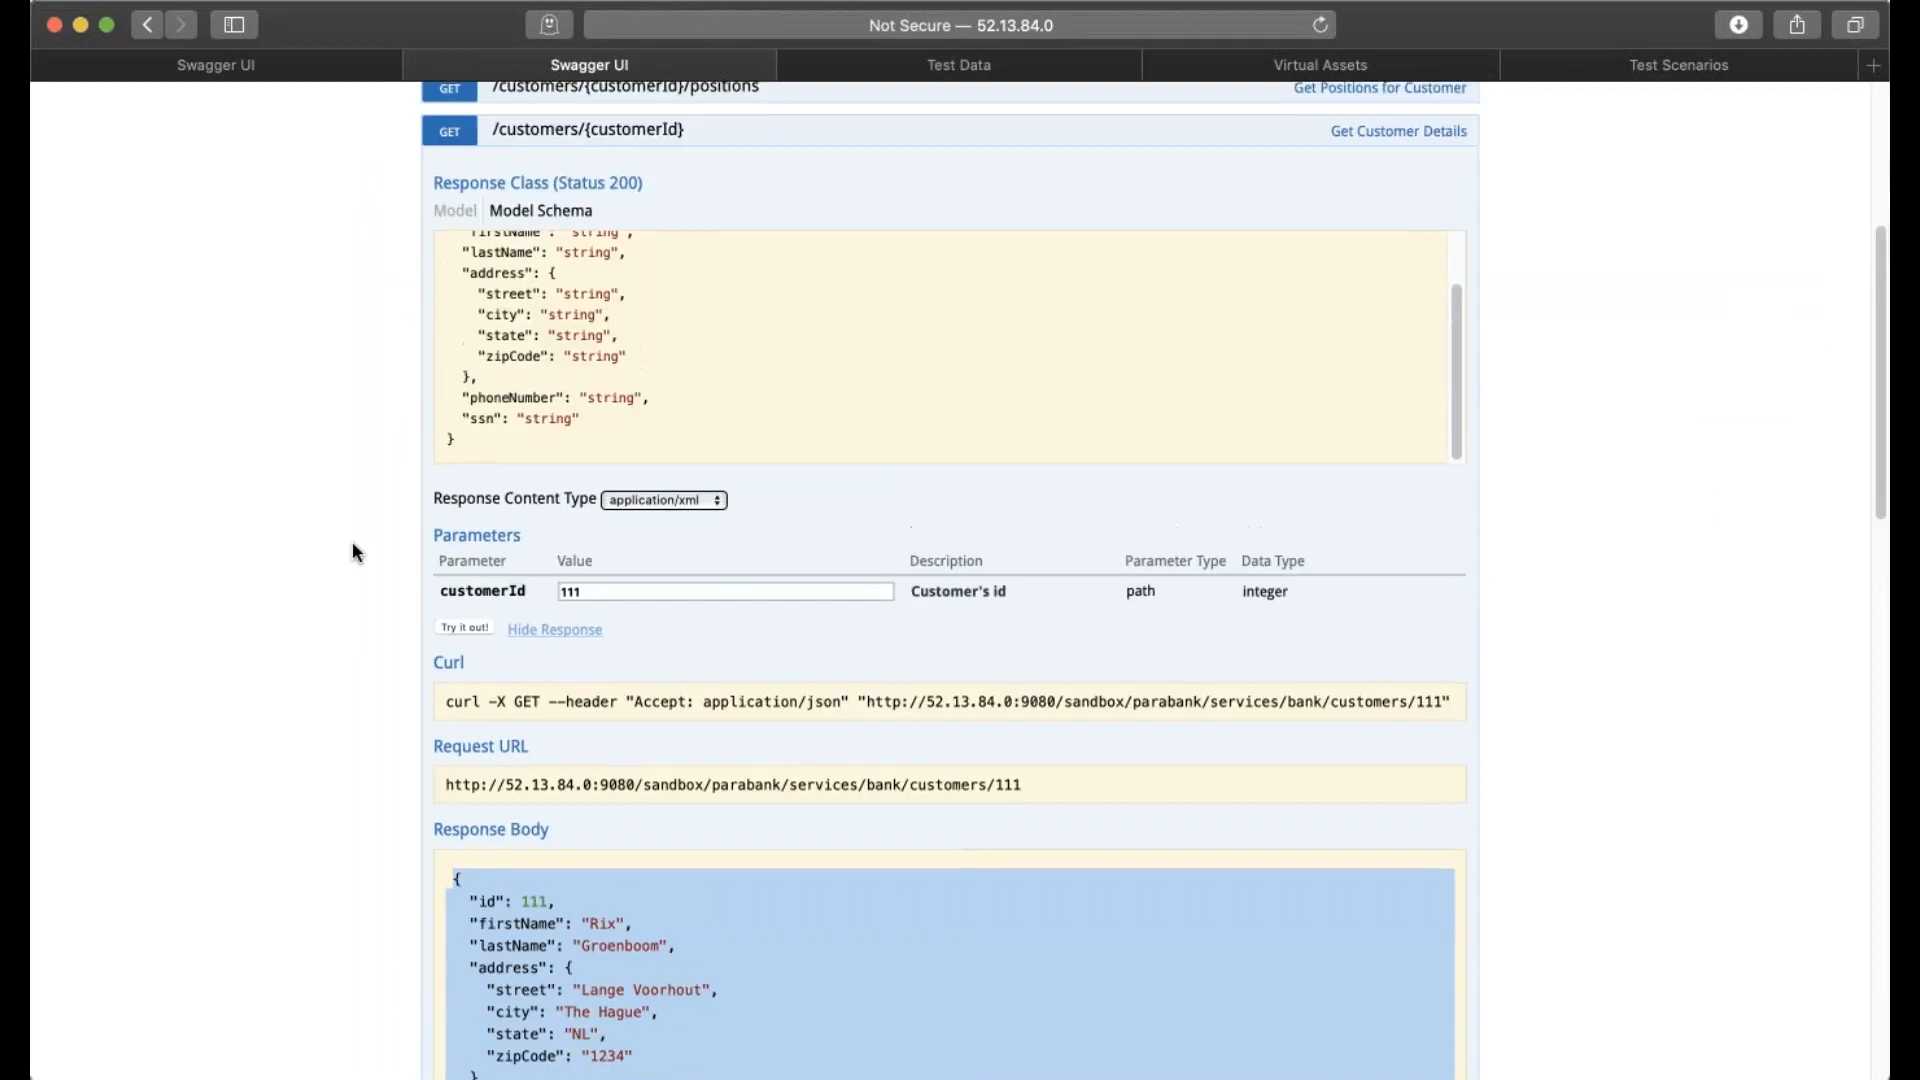 Not Secure — 52.13.84.0
Swagger UI
Swagger UI
Test Data
Virtual Assets
Test Scenarios
GET /customers/{customerId}/positions Get Positions for Customer
GET /customers/{customerId} Get Customer Details
Response Class (Status 200)
Model Model Schema
"firstName": "string",
"lastName": "string",
"address": {
"street": "string",
"city": "string",
"state": "string",
"zipCode": "string"
},
"phoneNumber": "string",
"ssn": "string"
}
Response Content Type application/xml
Parameters
Parameter Value Description Parameter Type Data Type
customerId 111 Customer's id path integer
Try it out! Hide Response
Curl
curl -X GET --header "Accept: application/json" "http://52.13.84.0:9080/sandbox/parabank/services/bank/customers/111"
Request URL
http://52.13.84.0:9080/sandbox/parabank/services/bank/customers/111
Response Body
{
"id": 111,
"firstName": "Rix",
"lastName": "Groenboom",
"address": {
"street": "Lange Voorhout",
"city": "The Hague",
"state": "NL",
"zipCode": "1234"
}